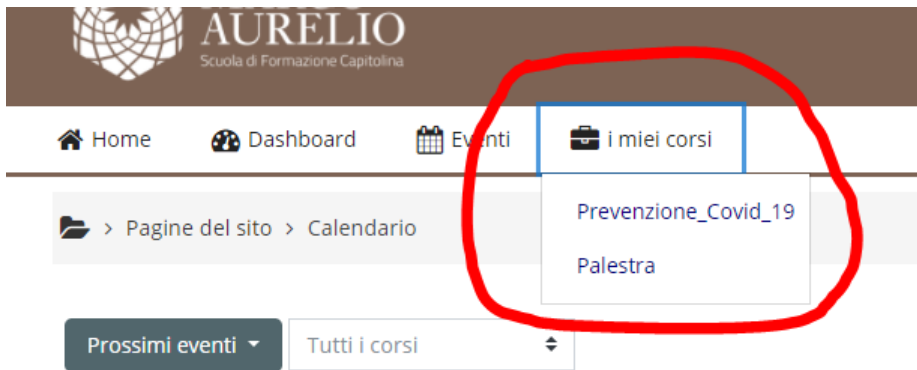 AURELIO
Scuola di Formazione Capitolina
Home Dashboard Eventi i miei corsi
Prevenzione_Covid_19
> Pagine del sito > Calendario
Palestra
Prossimi eventi Tutti i corsi